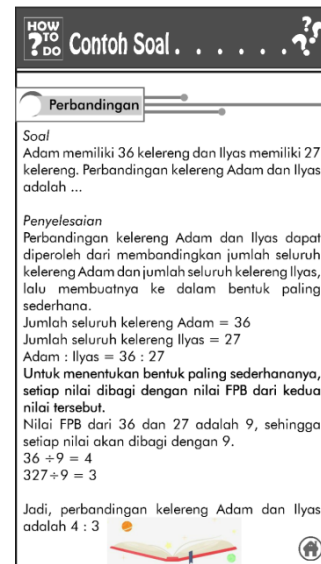 HOW
TO
DO
Contoh Soal . . . . . .
Perbandingan
Soal
Adam memiliki 36 kelereng dan Ilyas memiliki 27
kelereng. Perbandingan kelereng Adam dan Ilyas
adalah ...
Penyelesaian
Perbandingan kelereng Adam dan Ilyas dapat
diperoleh dari membandingkan jumlah seluruh
kelereng Adam dan jumlah seluruh kelereng Ilyas,
lalu membuatnya ke dalam bentuk paling
sederhana.
Jumlah seluruh kelereng Adam = 36
Jumlah seluruh kelereng Ilyas = 27
Adam : Ilyas = 36 : 27
Untuk menentukan bentuk paling sederhananya,
setiap nilai dibagi dengan nilai FPB dari kedua
nilai tersebut.
Nilai FPB dari 36 dan 27 adalah 9, sehingga
setiap nilai akan dibagi dengan 9.
36 ÷9 = 4
327÷9 = 3
Jadi, perbandingan kelereng Adam dan Ilyas
adalah 4 : 3